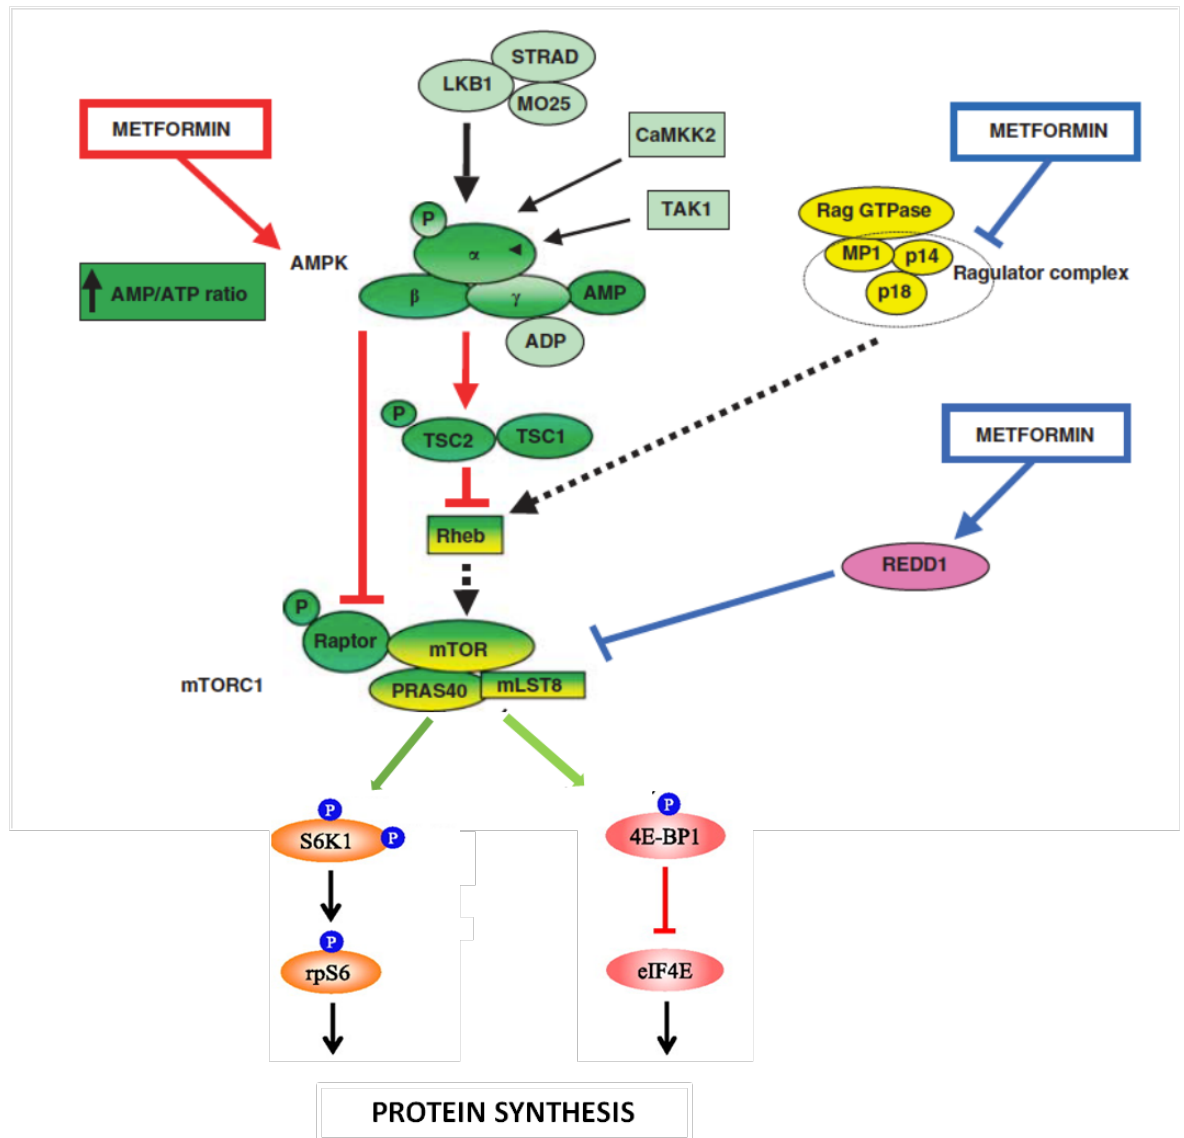 STRAD
LKB1
MO25
METFORMIN
CaMKK2
METFORMIN
TAK1
P
Rag GTPase
α
MP1
p14
AMPK
Ragulator complex
AMP/ATP ratio
β
γ
AMP
p18
ADP
P
TSC2
TSC1
METFORMIN
Rheb
REDD1
P
Raptor
mTOR
mTORC1
PRAS40
mLST8
P
S6K1
P
P
4E-BP1
P
rpS6
eIF4E
PROTEIN SYNTHESIS